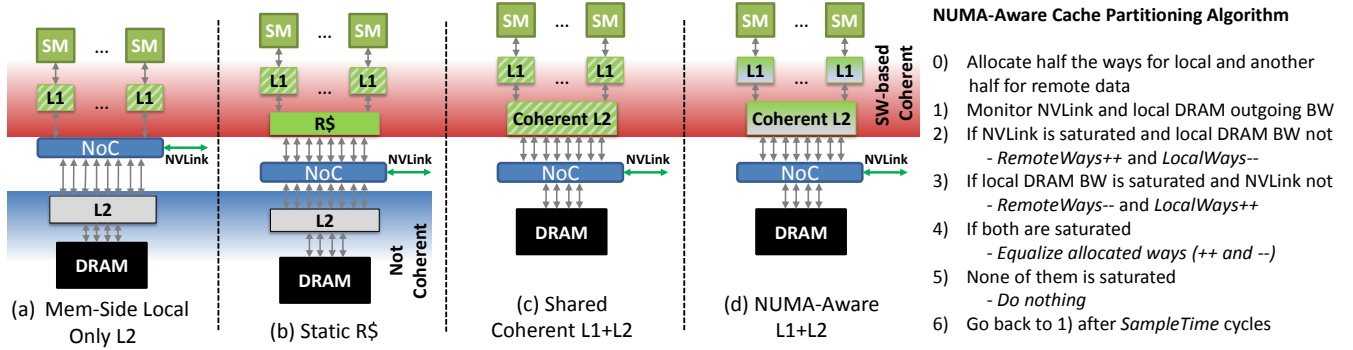 SM ... SM
L1 ... L1
NoC
NVLink
L2
DRAM
(a) Mem-Side Local
Only L2
SM ... SM
L1 ... L1
R$
NoC
NVLink
L2
DRAM
Not
Coherent
(b) Static R$
SM ... SM
L1 ... L1
Coherent L2
NoC
NVLink
DRAM
(c) Shared
Coherent L1+L2
SM ... SM
L1 ... L1
Coherent L2
SW-based
Coherent
NoC
NVLink
DRAM
(d) NUMA-Aware
L1+L2
NUMA-Aware Cache Partitioning Algorithm
0) Allocate half the ways for local and another
half for remote data
1) Monitor NVLink and local DRAM outgoing BW
2) If NVLink is saturated and local DRAM BW not
- RemoteWays++ and LocalWays--
3) If local DRAM BW is saturated and NVLink not
- RemoteWays-- and LocalWays++
4) If both are saturated
- Equalize allocated ways (++ and --)
5) None of them is saturated
- Do nothing
6) Go back to 1) after SampleTime cycles